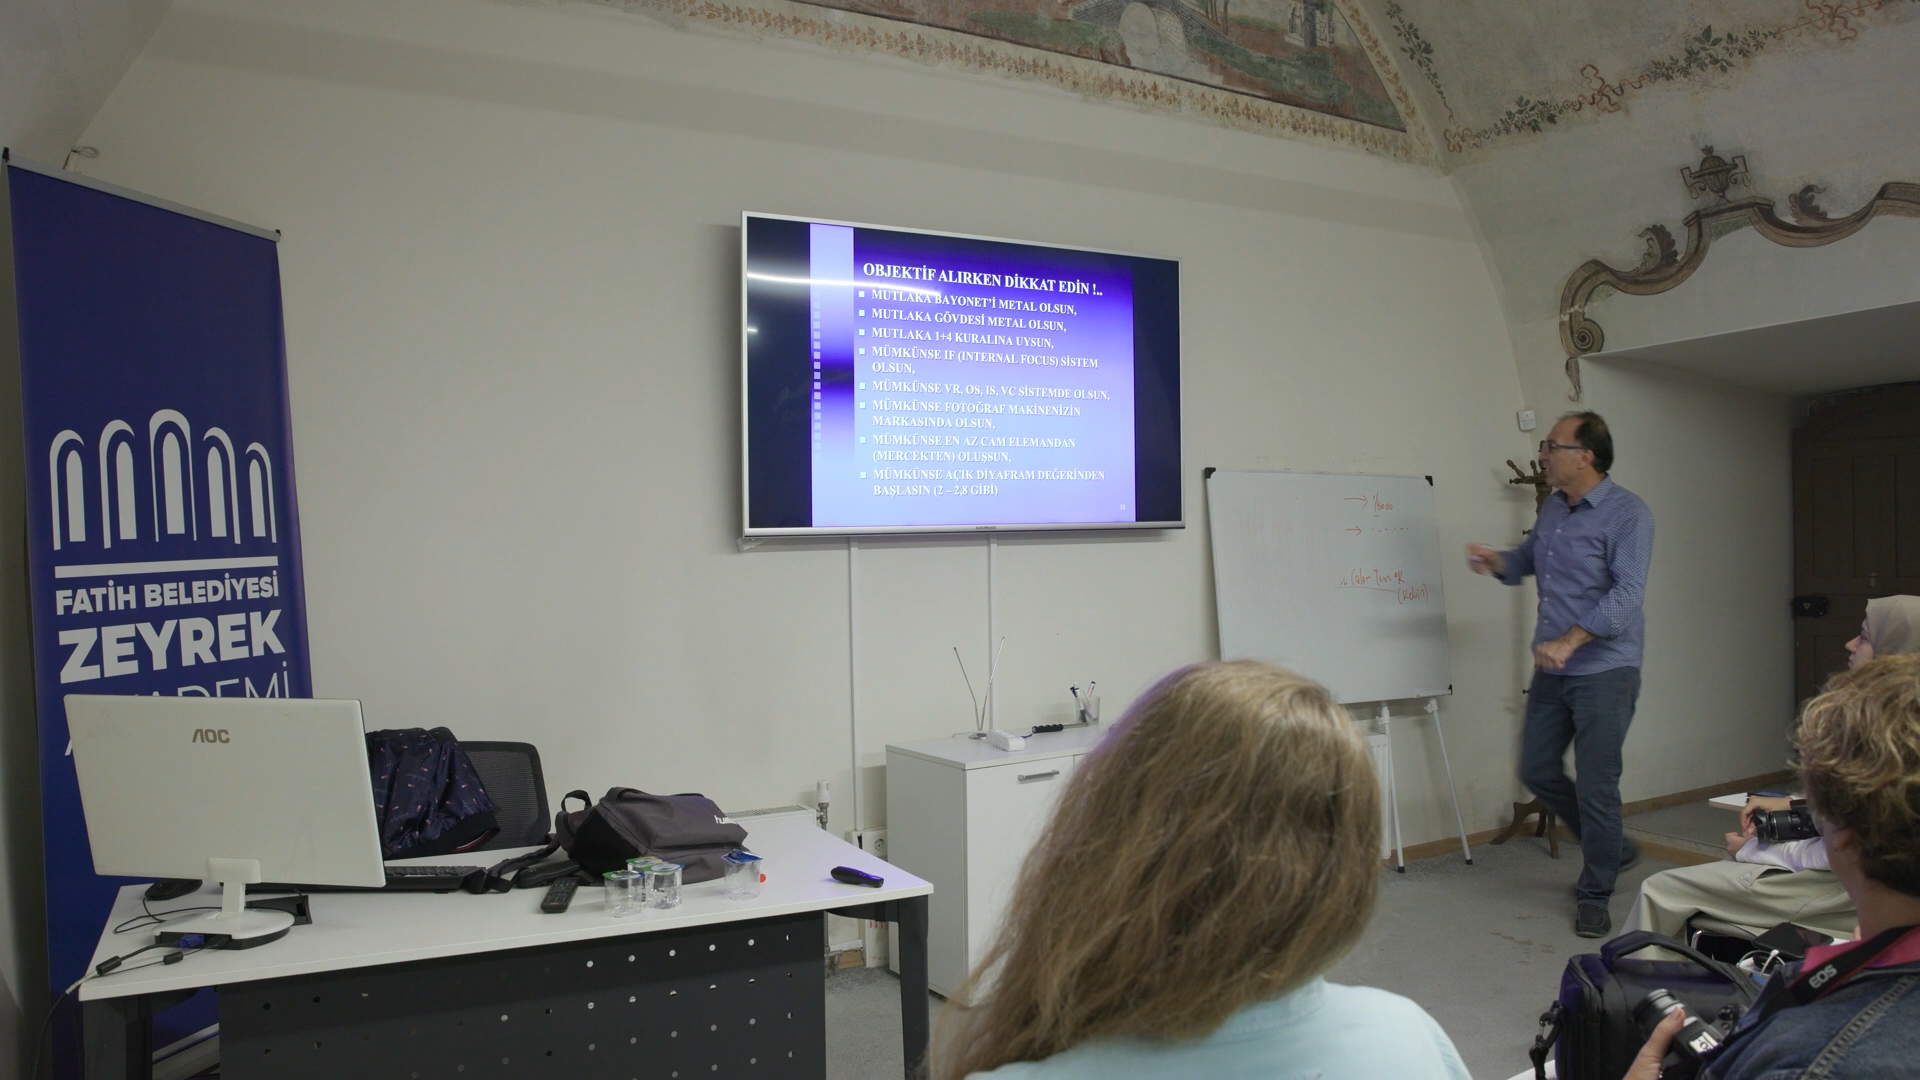 OBJEKTİF ALIRKEN DİKKAT EDİN !..
MUTLAKA BAYONET'İ METAL OLSUN,
MUTLAKA GÖVDESİ METAL OLSUN,
MUTLAKA 1+4 KURALINA UYSUN,
MÜMKÜNSE IF (INTERNAL FOCUS) SİSTEM
OLSUN,
MÜMKÜNSE VR, OS, IS, VC SİSTEMDE OLSUN,
MÜMKÜNSE FOTOĞRAF MAKİNENİZİN
MARKASINDA OLSUN,
MÜMKÜNSE EN AZ CAM ELEMANDAN
(MERCEKTEN) OLUŞSUN,
MÜMKÜNSE AÇIK DİYAFRAM DEĞERİNDEN
BAŞLASIN (2 – 2,8 GİBİ)
FATİH BELEDİYESİ
ZEYREK
AOC
(Kelvin)
EOS